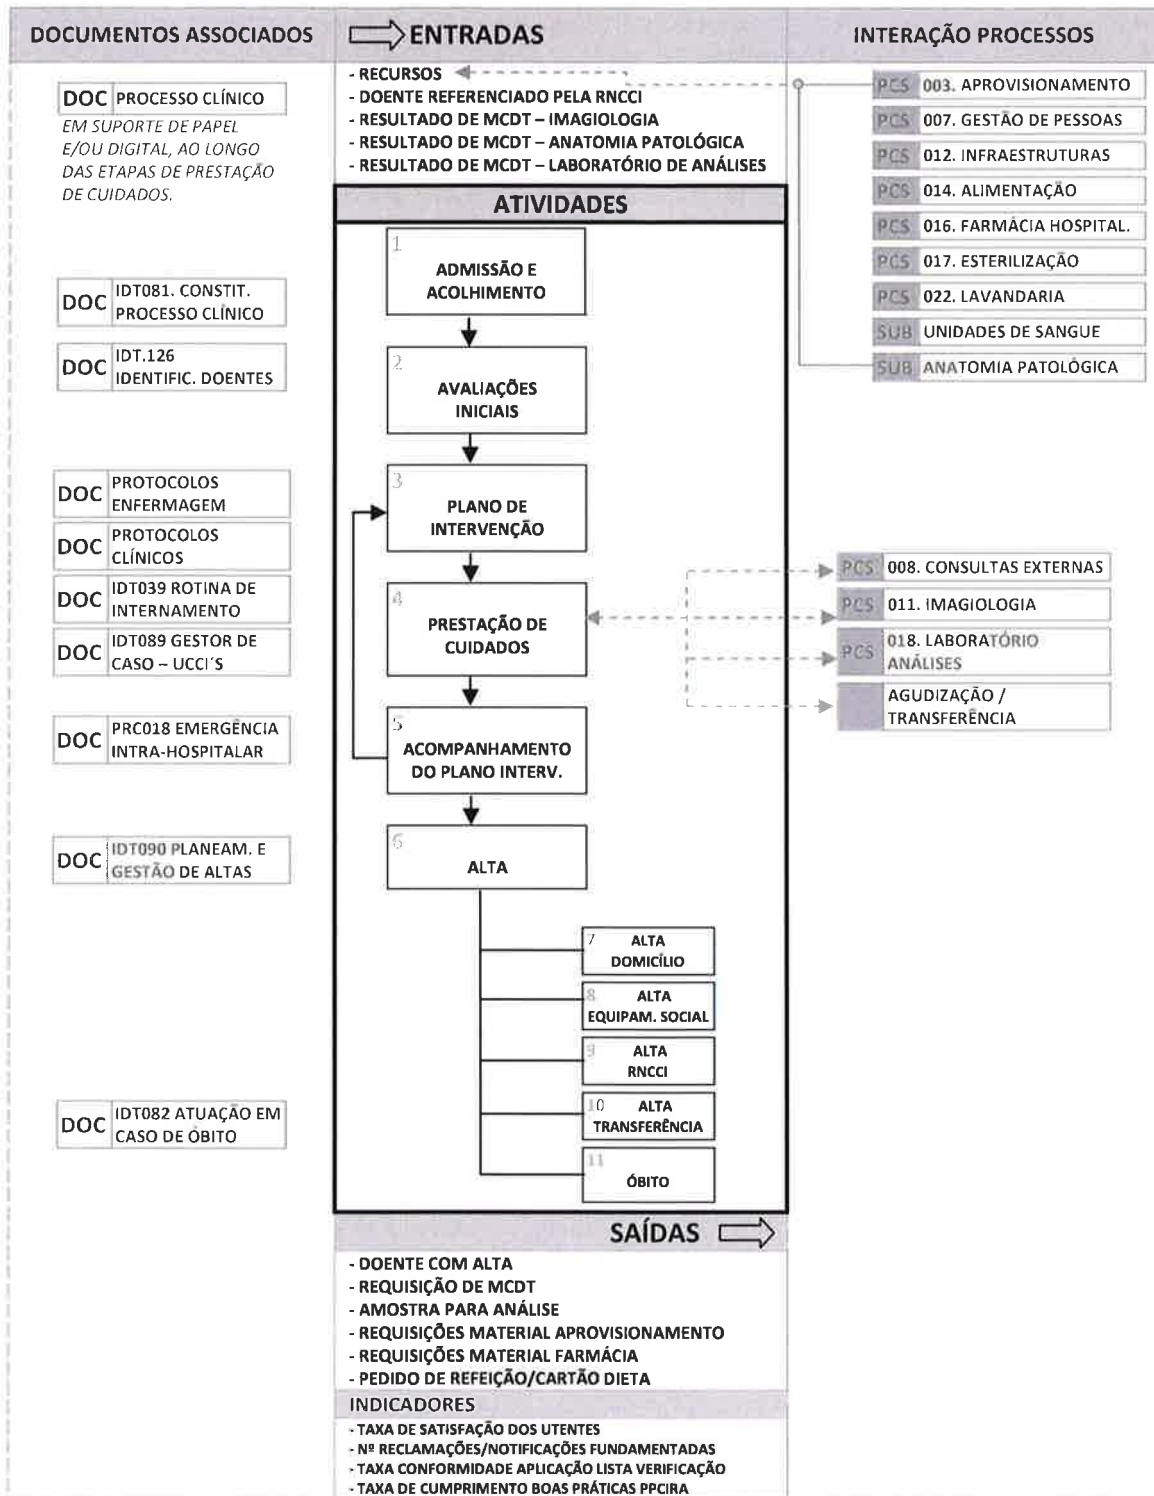 DOCUMENTOS ASSOCIADOS
ENTRADAS
INTERAÇÃO PROCESSOS
DOC PROCESSO CLÍNICO
EM SUPORTE DE PAPEL
E/OU DIGITAL, AO LONGO
DAS ETAPAS DE PRESTAÇÃO
DE CUIDADOS.
DOC IDT081. CONSTIT.
PROCESSO CLÍNICO
DOC IDT.126
IDENTIFIC. DOENTES
DOC PROTOCOLOS
ENFERMAGEM
DOC PROTOCOLOS
CLÍNICOS
DOC IDT039 ROTINA DE
INTERNAMENTO
DOC IDT089 GESTOR DE
CASO – UCCI´S
DOC PRC018 EMERGÊNCIA
INTRA-HOSPITALAR
DOC IDT090 PLANEAM. E
GESTÃO DE ALTAS
DOC IDT082 ATUAÇÃO EM
CASO DE ÓBITO
- RECURSOS
- DOENTE REFERENCIADO PELA RNCCI
- RESULTADO DE MCDT – IMAGIOLOGIA
- RESULTADO DE MCDT – ANATOMIA PATOLÓGICA
- RESULTADO DE MCDT – LABORATÓRIO DE ANÁLISES
ATIVIDADES
1
ADMISSÃO E
ACOLHIMENTO
2
AVALIAÇÕES
INICIAIS
3
PLANO DE
INTERVENÇÃO
4
PRESTAÇÃO DE
CUIDADOS
5
ACOMPANHAMENTO
DO PLANO INTERV.
6
ALTA
7 ALTA
DOMICÍLIO
8 ALTA
EQUIPAM. SOCIAL
9 ALTA
RNCCI
10 ALTA
TRANSFERÊNCIA
11
ÓBITO
SAÍDAS
- DOENTE COM ALTA
- REQUISIÇÃO DE MCDT
- AMOSTRA PARA ANÁLISE
- REQUISIÇÕES MATERIAL APROVISIONAMENTO
- REQUISIÇÕES MATERIAL FARMÁCIA
- PEDIDO DE REFEIÇÃO/CARTÃO DIETA
INDICADORES
- TAXA DE SATISFAÇÃO DOS UTENTES
- Nº RECLAMAÇÕES/NOTIFICAÇÕES FUNDAMENTADAS
- TAXA CONFORMIDADE APLICAÇÃO LISTA VERIFICAÇÃO
- TAXA DE CUMPRIMENTO BOAS PRÁTICAS PPCIRA
PCS 003. APROVISIONAMENTO
PCS 007. GESTÃO DE PESSOAS
PCS 012. INFRAESTRUTURAS
PCS 014. ALIMENTAÇÃO
PCS 016. FARMÁCIA HOSPITAL.
PCS 017. ESTERILIZAÇÃO
PCS 022. LAVANDARIA
SUB UNIDADES DE SANGUE
SUB ANATOMIA PATOLÓGICA
PCS 008. CONSULTAS EXTERNAS
PCS 011. IMAGIOLOGIA
PCS 018. LABORATÓRIO
ANÁLISES
AGUDIZAÇÃO /
TRANSFERÊNCIA